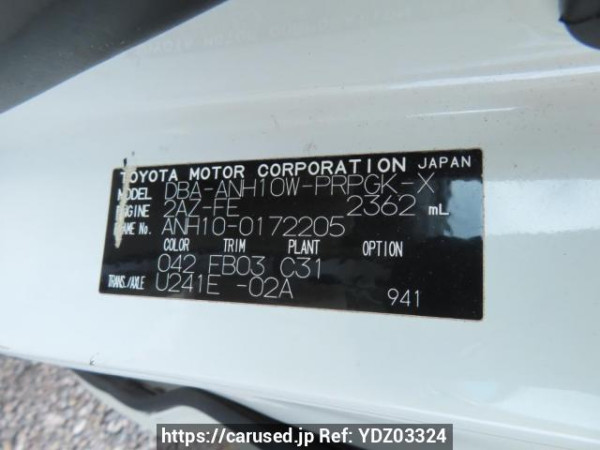 TOYOTA MOTOR CORPORATION JAPAN
MODEL DBA-ANH10W-PRPGK-X
ENGINE 2AZ-FE 2362 mL
FRAME No. ANH10-0172205
COLOR TRIM PLANT OPTION
042 FB03 C31
TRANS./AXLE U241E -02A 941
https://carused.jp Ref: YDZ03324